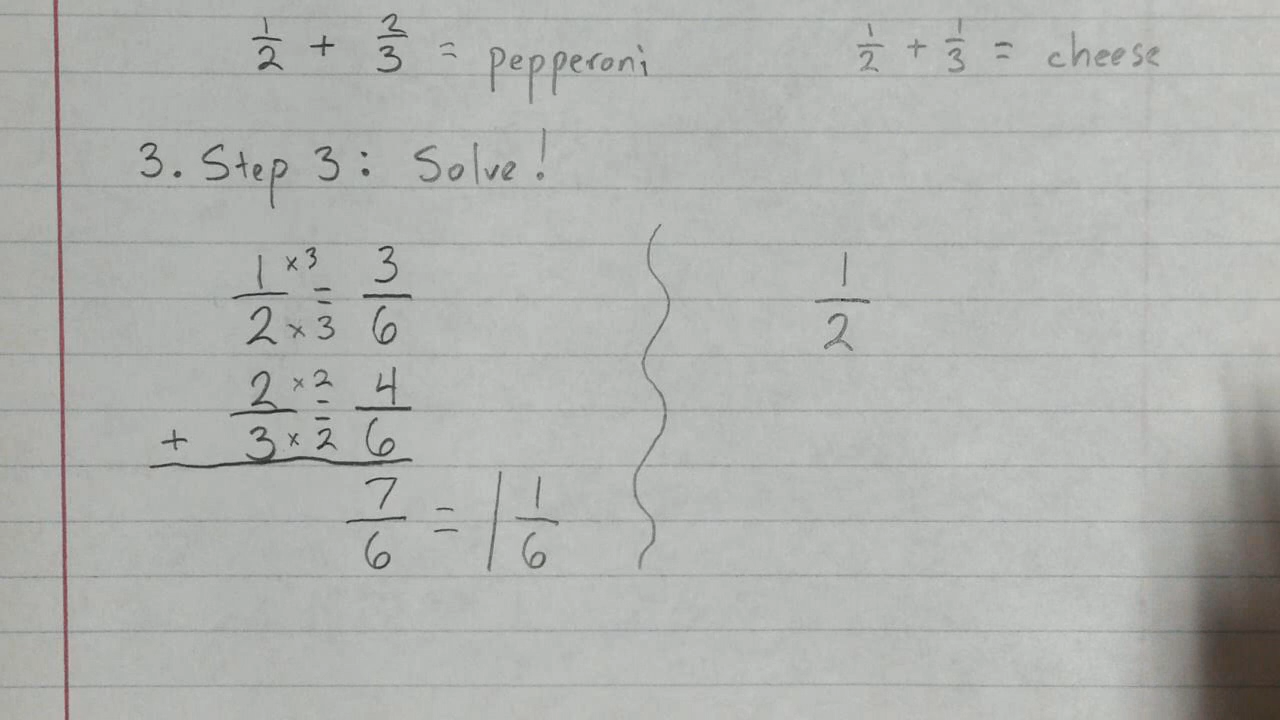 1/2 + 2/3 = pepperoni
1/2 + 1/3 = cheese
3. Step 3: Solve!
1/2 ×3/×3 = 3/6
+ 2/3 ×2/×2 = 4/6
7/6 = 1 1/6
1/2